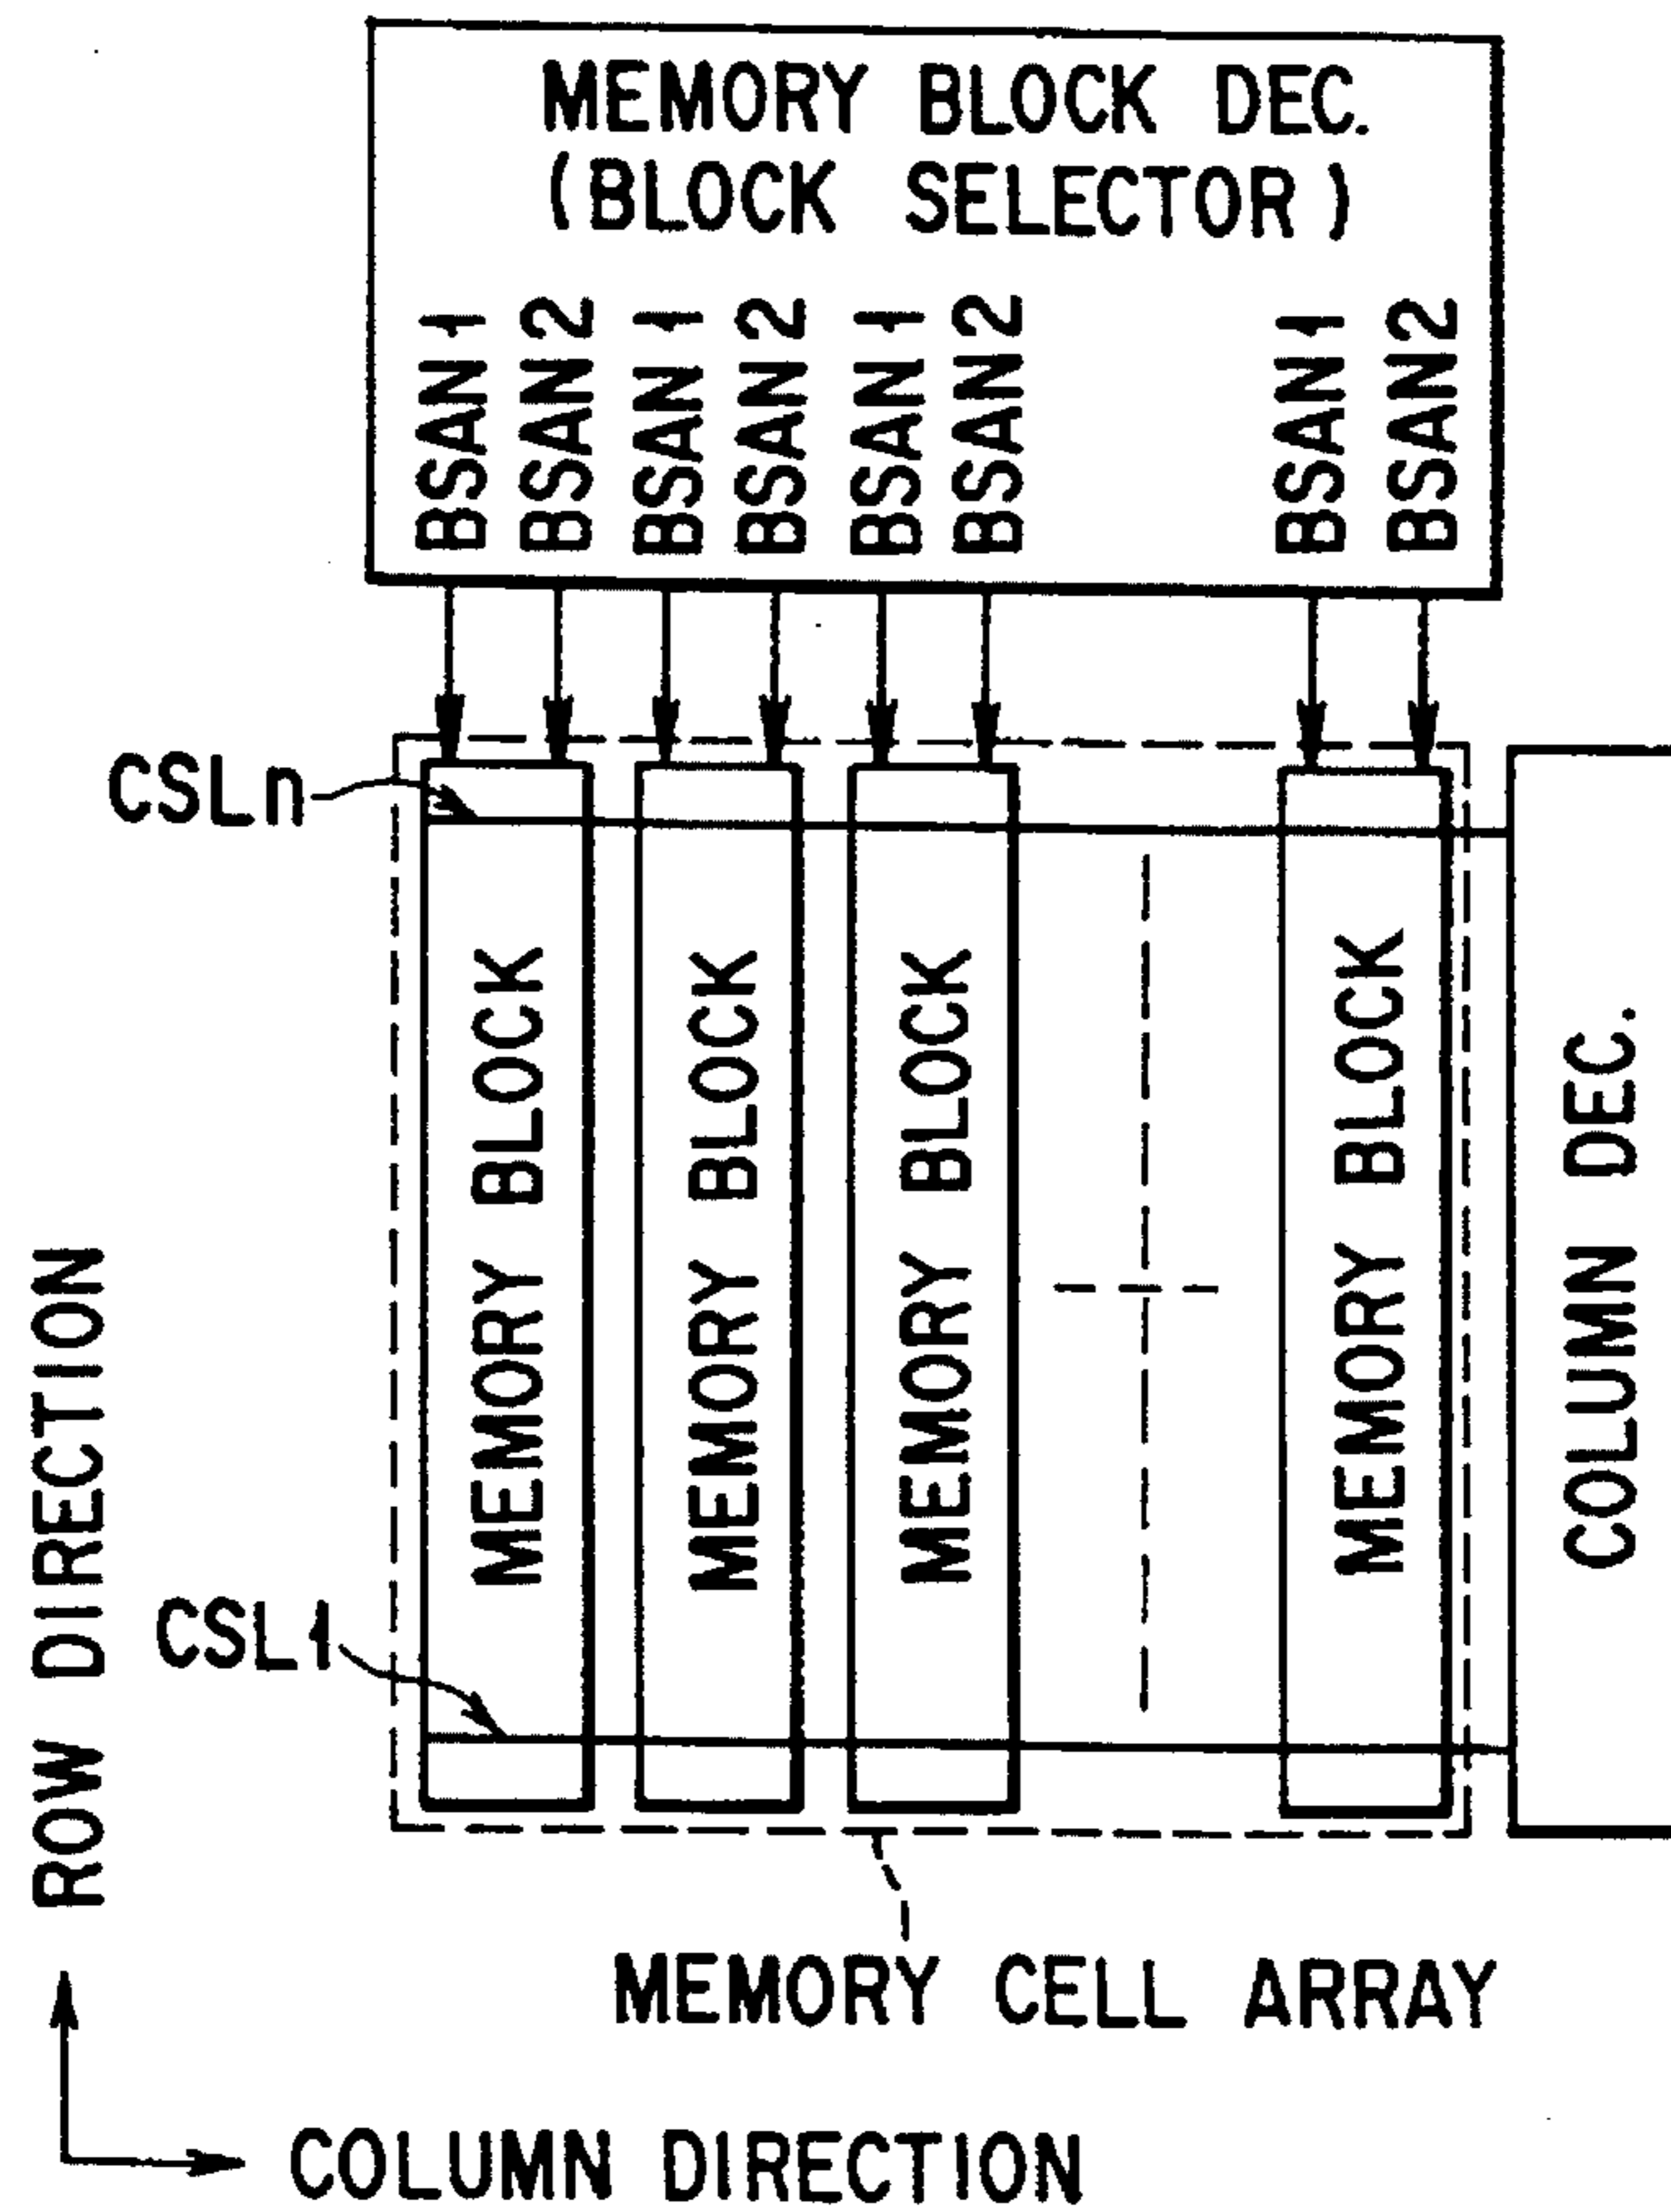 MEMORY BLOCK DEC.
(BLOCK SELECTOR)
BSAN1
BSAN2
BSAN1
BSAN2
BSAN1
BSAN2
BSAN1
BSAN2
CSLn
MEMORY BLOCK
MEMORY BLOCK
MEMORY BLOCK
MEMORY BLOCK
COLUMN DEC.
CSL1
ROW DIRECTION
MEMORY CELL ARRAY
COLUMN DIRECTION